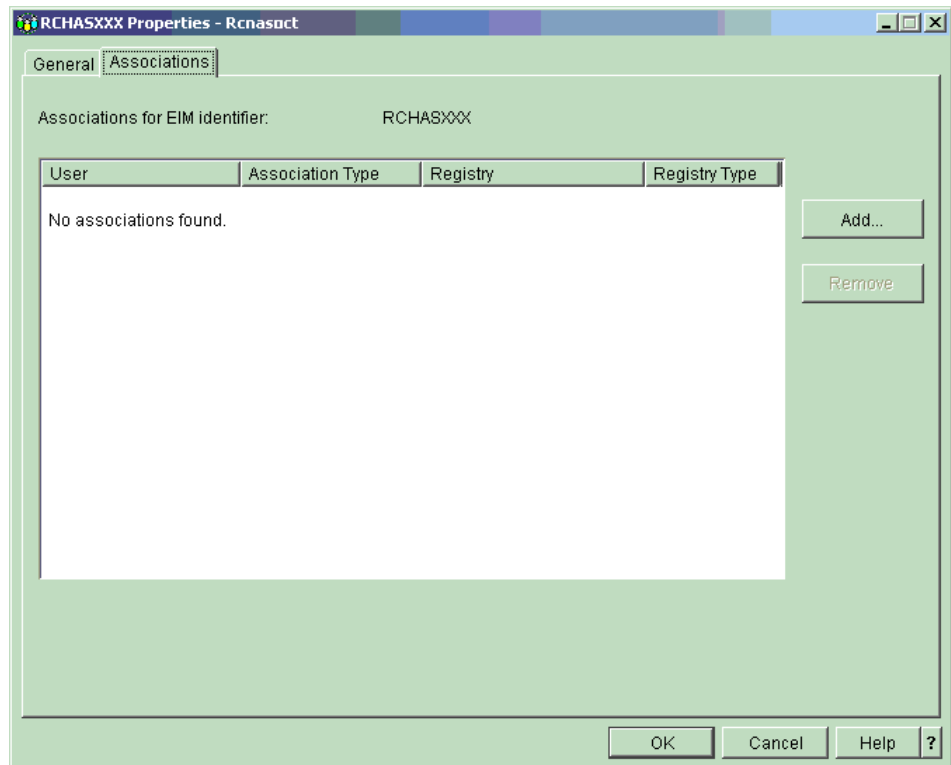 RCHASXXX Properties - Rcnasoct
General Associations
Associations for EIM identifier: RCHASXXX
User Association Type Registry Registry Type
No associations found.
Add...
Remove
OK Cancel Help ?